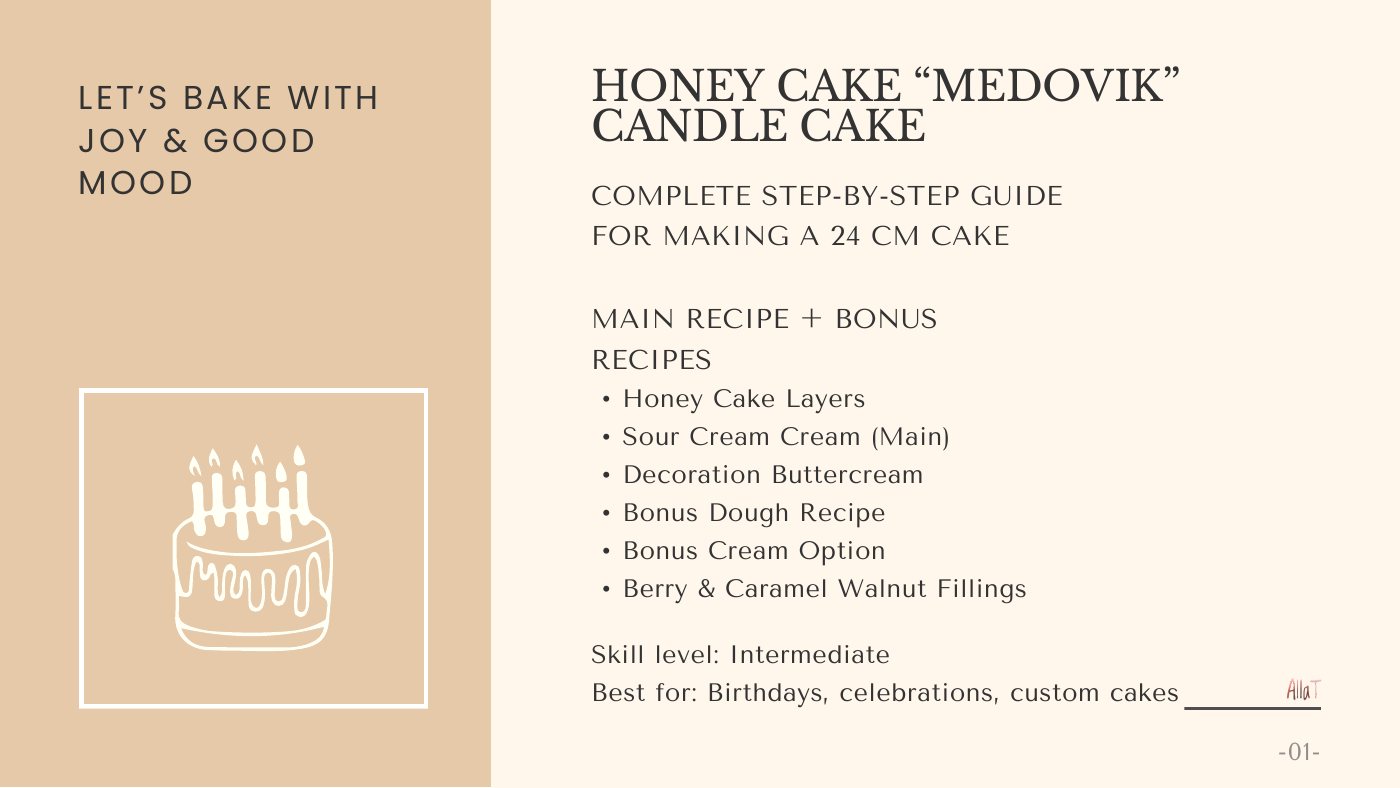 LET’S BAKE WITH
JOY & GOOD
MOOD
HONEY CAKE “MEDOVIK”
CANDLE CAKE
COMPLETE STEP-BY-STEP GUIDE
FOR MAKING A 24 CM CAKE
MAIN RECIPE + BONUS
RECIPES
• Honey Cake Layers
• Sour Cream Cream (Main)
• Decoration Buttercream
• Bonus Dough Recipe
• Bonus Cream Option
• Berry & Caramel Walnut Fillings
Skill level: Intermediate
Best for: Birthdays, celebrations, custom cakes
AllaT
-01-